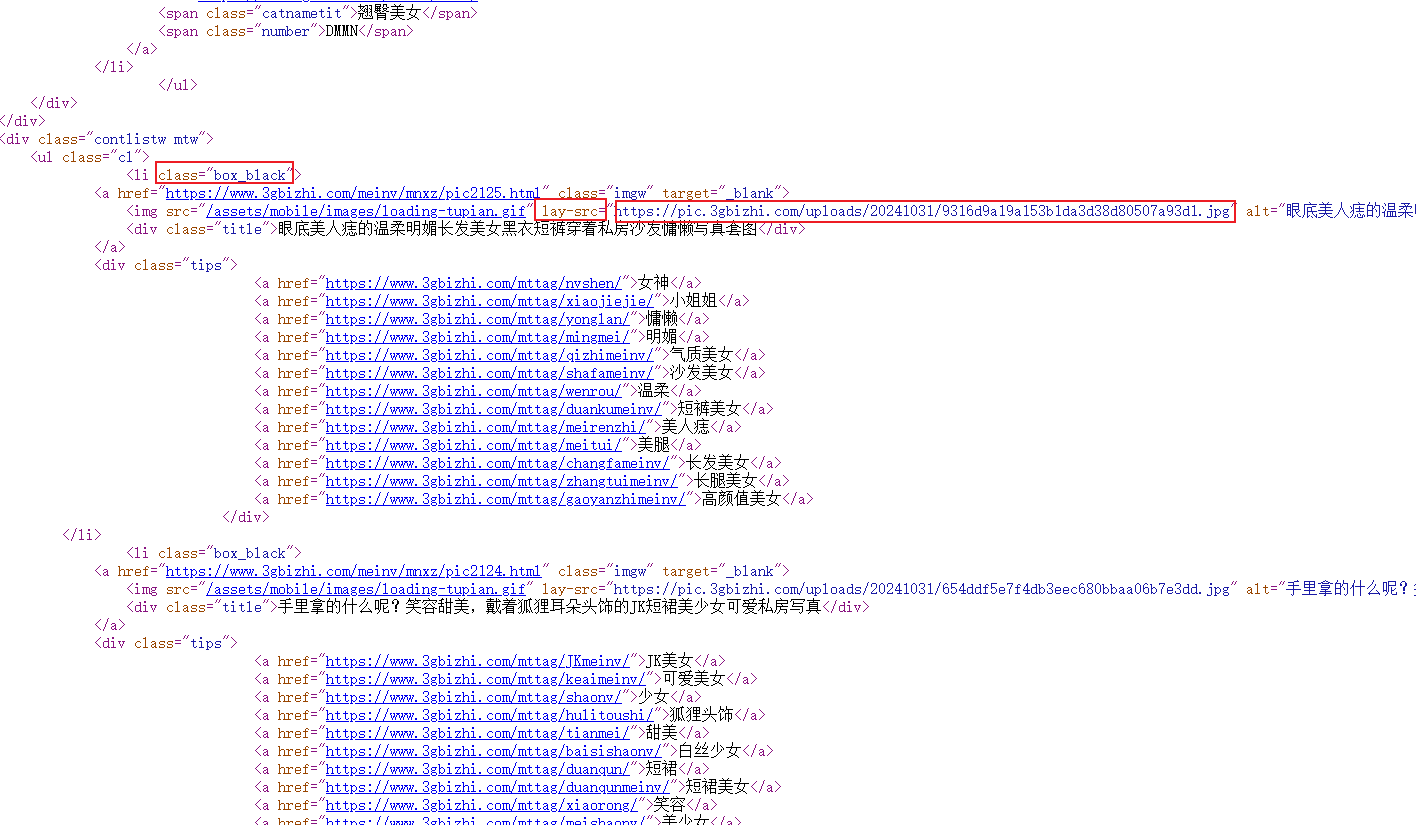 <span class="catnametit">翘臀美女</span>
<span class="number">DMMN</span>
</a>
</li>
</ul>
</div>
</div>
<div class="contlistw mtw">
<ul class="cl">
<li class="box_black">
<a href="https://www.3gbizhi.com/meinv/mnxz/pic2125.html" class="imgw" target="_blank">
<img src="/assets/mobile/images/loading-tupian.gif" lay-src="https://pic.3gbizhi.com/uploads/20241031/9316d9a19a153b1da3d38d80507a93d1.jpg" alt="眼底美人痣的温柔
<div class="title">眼底美人痣的温柔明媚长发美女黑衣短裤穿着私房沙发慵懒写真套图</div>
</a>
<div class="tips">
<a href="https://www.3gbizhi.com/mttag/nvshen/">女神</a>
<a href="https://www.3gbizhi.com/mttag/xiaojiejie/">小姐姐</a>
<a href="https://www.3gbizhi.com/mttag/yonglan/">慵懒</a>
<a href="https://www.3gbizhi.com/mttag/mingmei/">明媚</a>
<a href="https://www.3gbizhi.com/mttag/qizhimeinv/">气质美女</a>
<a href="https://www.3gbizhi.com/mttag/shafameinv/">沙发美女</a>
<a href="https://www.3gbizhi.com/mttag/wenrou/">温柔</a>
<a href="https://www.3gbizhi.com/mttag/duankumeinv/">短裤美女</a>
<a href="https://www.3gbizhi.com/mttag/meirenzhi/">美人痣</a>
<a href="https://www.3gbizhi.com/mttag/meitui/">美腿</a>
<a href="https://www.3gbizhi.com/mttag/changfameinv/">长发美女</a>
<a href="https://www.3gbizhi.com/mttag/zhangtuimeinv/">长腿美女</a>
<a href="https://www.3gbizhi.com/mttag/gaoyanzhimeinv/">高颜值美女</a>
</div>
</li>
<li class="box_black">
<a href="https://www.3gbizhi.com/meinv/mnxz/pic2124.html" class="imgw" target="_blank">
<img src="/assets/mobile/images/loading-tupian.gif" lay-src="https://pic.3gbizhi.com/uploads/20241031/654ddf5e7f4db3eec680bbaa06b7e3dd.jpg" alt="手里拿的什么呢?
<div class="title">手里拿的什么呢?笑容甜美,戴着狐狸耳朵头饰的JK短裙美少女可爱私房写真</div>
</a>
<div class="tips">
<a href="https://www.3gbizhi.com/mttag/JKmeinv/">JK美女</a>
<a href="https://www.3gbizhi.com/mttag/keaimeinv/">可爱美女</a>
<a href="https://www.3gbizhi.com/mttag/shaonv/">少女</a>
<a href="https://www.3gbizhi.com/mttag/hulitoushi/">狐狸头饰</a>
<a href="https://www.3gbizhi.com/mttag/tianmei/">甜美</a>
<a href="https://www.3gbizhi.com/mttag/baisishaonv/">白丝少女</a>
<a href="https://www.3gbizhi.com/mttag/duanqun/">短裙</a>
<a href="https://www.3gbizhi.com/mttag/duanqunmeinv/">短裙美女</a>
<a href="https://www.3gbizhi.com/mttag/xiaorong/">笑容</a>
<a href="https://www.3gbizhi.com/mttag/meishaonv/">美少女</a>